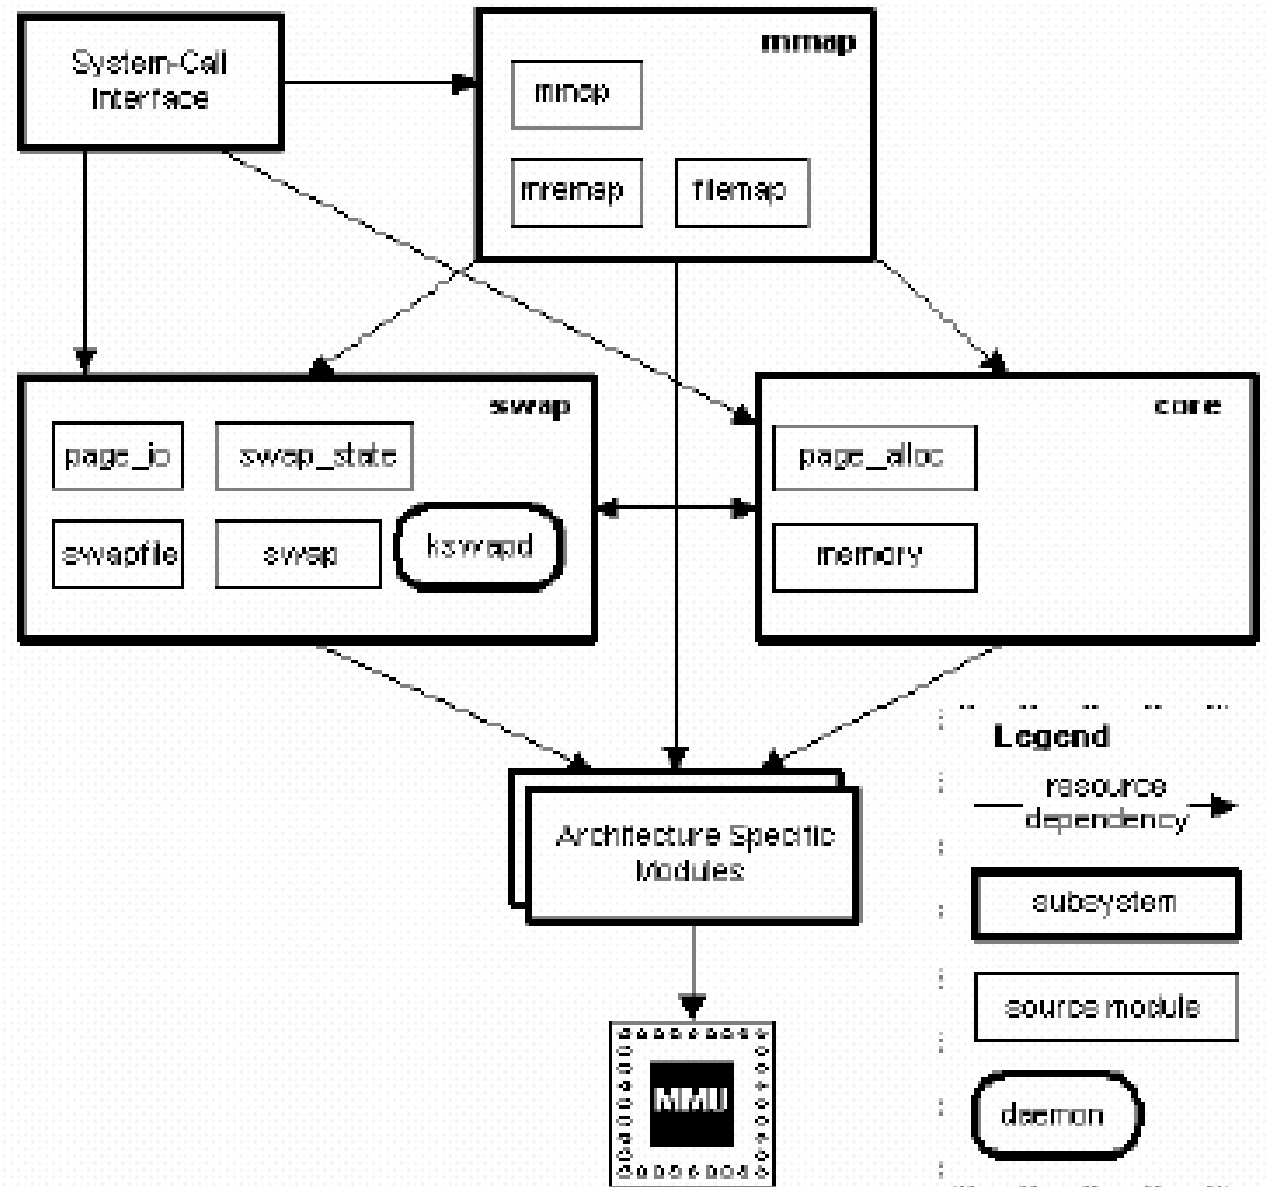 System-Call
Interface
mmap
mmap
mremap
filemap
swap
page_io
swap_state
swapfile
swap
kswapd
core
page_alloc
memory
Architecture Specific
Modules
MMU
Legend
resource
dependency
subsystem
source module
daemon